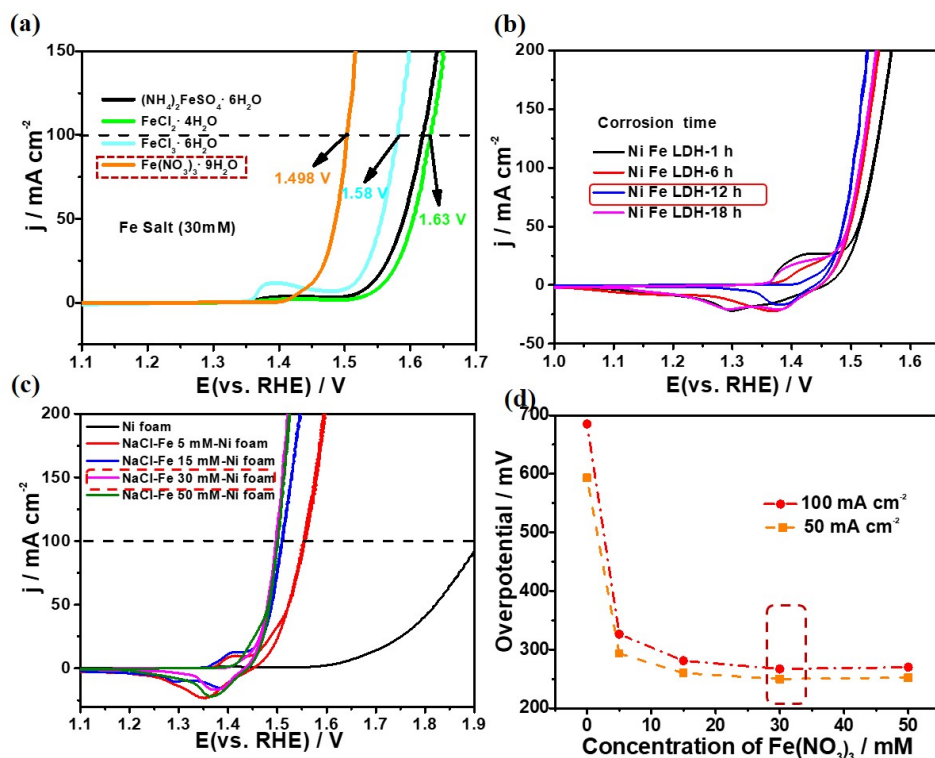 (a)
150
100
50
0
j / mA cm⁻²
(NH₄)₂FeSO₄· 6H₂O
FeCl₂· 4H₂O
FeCl₃· 6H₂O
Fe(NO₃)₃· 9H₂O
1.498 V
1.58 V
1.63 V
Fe Salt (30mM)
1.1 1.2 1.3 1.4 1.5 1.6 1.7
E(vs. RHE) / V
(b)
200
150
100
50
0
-50
j / mA cm⁻²
Corrosion time
Ni Fe LDH-1 h
Ni Fe LDH-6 h
Ni Fe LDH-12 h
Ni Fe LDH-18 h
1.0 1.1 1.2 1.3 1.4 1.5 1.6
E(vs. RHE) / V
(c)
200
150
100
50
0
-50
j / mA cm⁻²
Ni foam
NaCl-Fe 5 mM-Ni foam
NaCl-Fe 15 mM-Ni foam
NaCl-Fe 30 mM-Ni foam
NaCl-Fe 50 mM-Ni foam
1.1 1.2 1.3 1.4 1.5 1.6 1.7 1.8 1.9
E(vs. RHE) / V
(d)
700
600
500
400
300
200
Overpotential / mV
100 mA cm⁻²
50 mA cm⁻²
0 10 20 30 40 50
Concentration of Fe(NO₃)₃ / mM